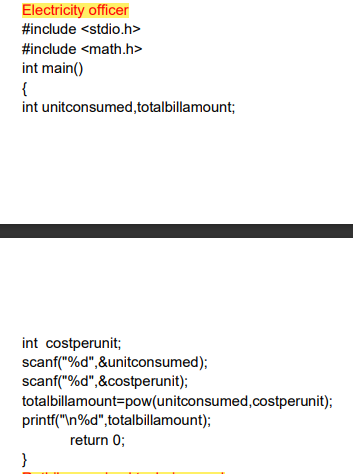 Electricity officer
#include <stdio.h>
#include <math.h>
int main()
{
int unitconsumed,totalbillamount;
int  costperunit;
scanf("%d",&unitconsumed);
scanf("%d",&costperunit);
totalbillamount=pow(unitconsumed,costperunit);
printf("\n%d",totalbillamount);
return 0;
}